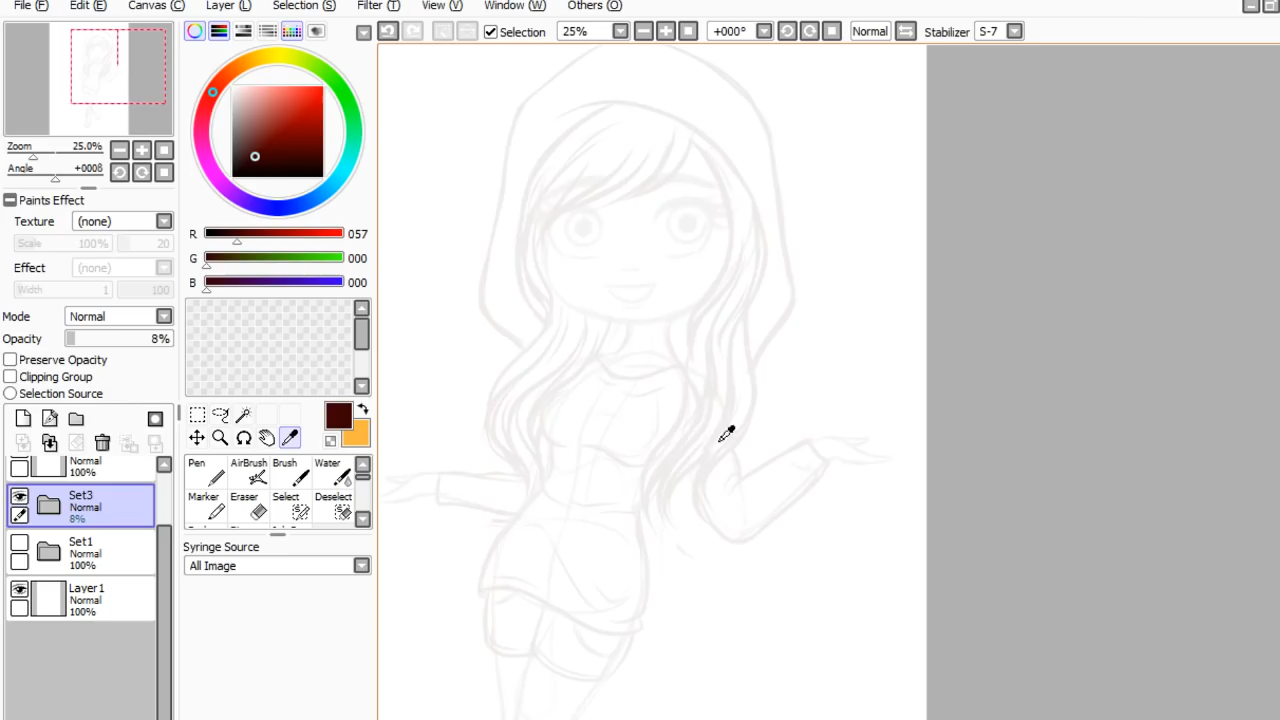 File (F) Edit (E) Canvas (C) Layer (L) Selection (S) Filter (T) View (V) Window (W) Others (O)
Selection 25% +000° Normal Stabilizer S-7
Zoom 25.0%
Angle +000ß
Paints Effect
Texture (none)
Scale 100% 20
Effect (none)
Width 1 100
Mode Normal
Opacity 8%
Preserve Opacity
Clipping Group
Selection Source
Normal
100%
Set3
Normal
8%
Set1
Normal
100%
Layer1
Normal
100%
R 057
G 000
B 000
Pen AirBrush Brush Water
Marker Eraser Select Deselect
Syringe Source
All Image